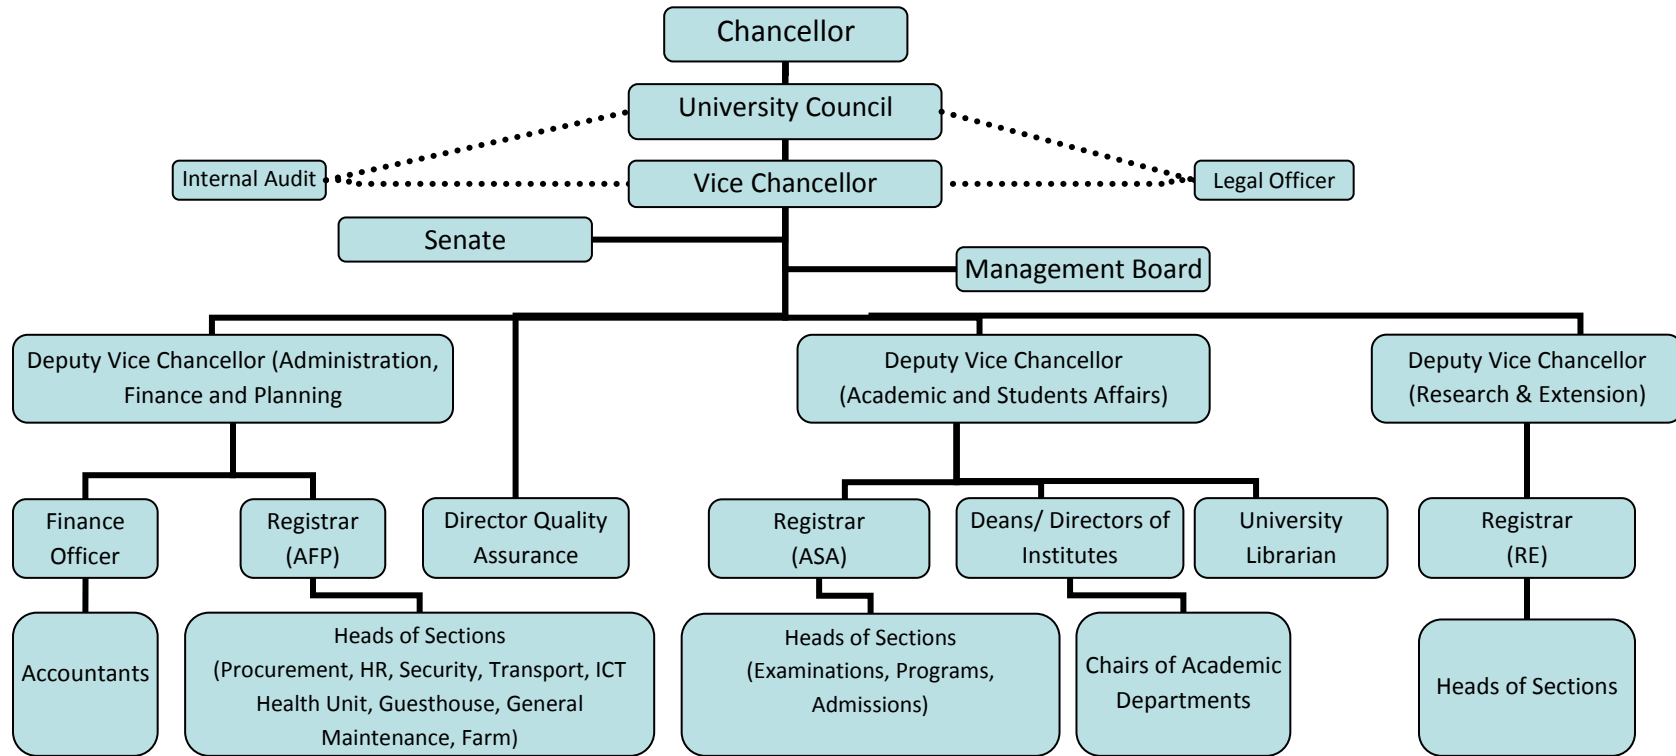 Chancellor
University Council
Internal Audit
Vice Chancellor
Legal Officer
Senate
Management Board
Deputy Vice Chancellor (Administration,
Finance and Planning
Deputy Vice Chancellor
(Academic and Students Affairs)
Deputy Vice Chancellor
(Research & Extension)
Finance
Officer
Registrar
(AFP)
Director Quality
Assurance
Registrar
(ASA)
Deans/ Directors of
Institutes
University
Librarian
Registrar
(RE)
Accountants
Heads of Sections
(Procurement, HR, Security, Transport, ICT
Health Unit, Guesthouse, General
Maintenance, Farm)
Heads of Sections
(Examinations, Programs,
Admissions)
Chairs of Academic
Departments
Heads of Sections